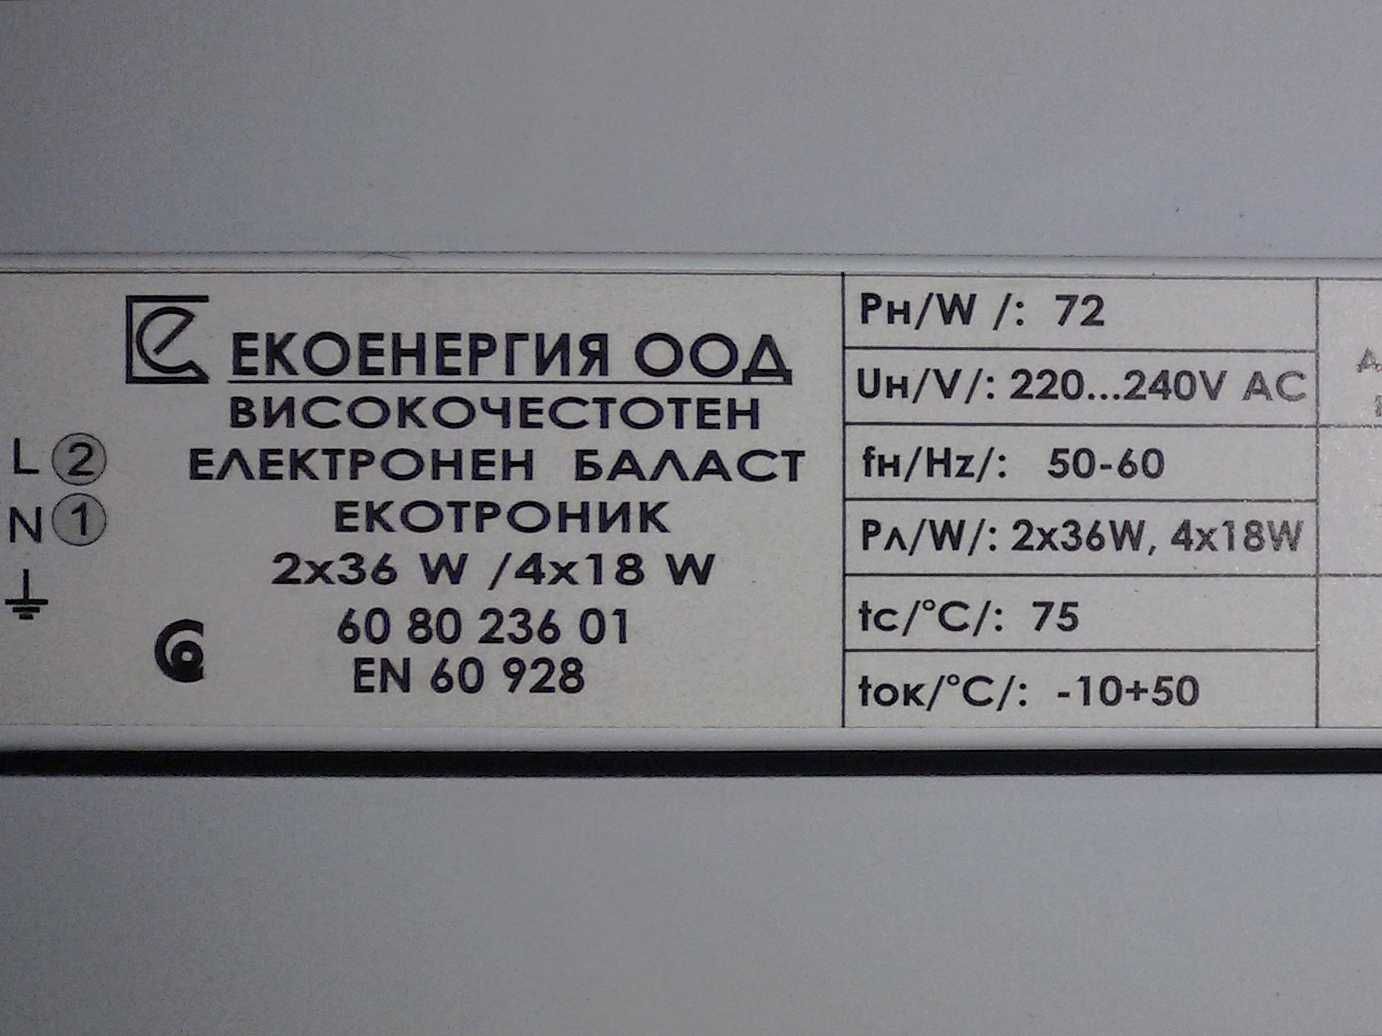 ЕКОЕНЕРГИЯ ООД
ВИСОКОЧЕСТОТЕН
ЕЛЕКТРОНЕН БАЛАСТ
ЕКОТРОНИК
2x36 W /4x18 W
60 80 236 01
EN 60 928
L 2
N 1
Pн/W /: 72
Uн/V/: 220...240V AC
fн/Hz/: 50-60
Pл/W/: 2x36W, 4x18W
tc/°C/: 75
tок/°C/: -10+50